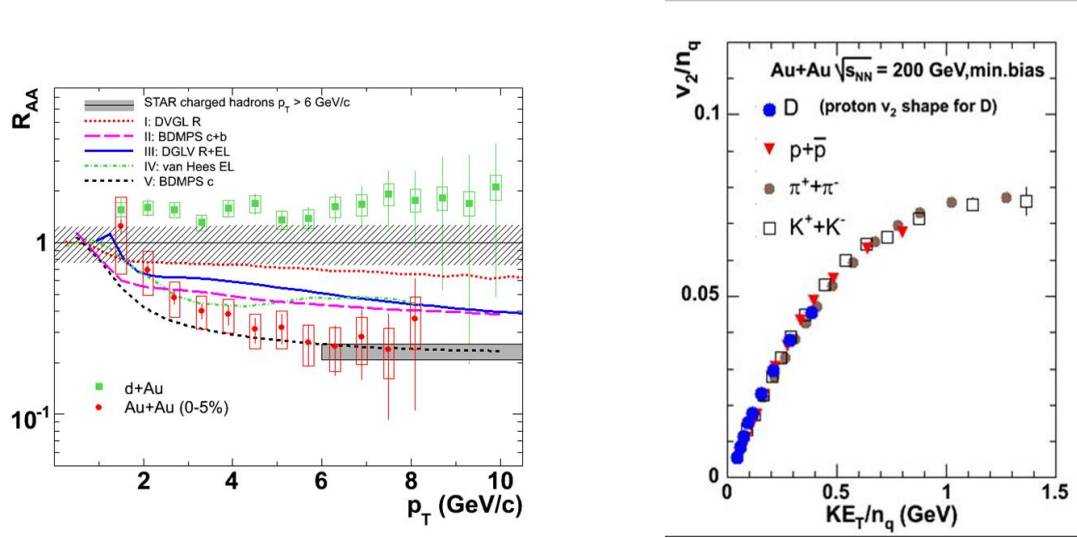 R_AA
STAR charged hadrons p_T > 6 GeV/c
I: DVGL R
II: BDMPS c+b
III: DGLV R+EL
IV: van Hees EL
V: BDMPS c
1
10^-1
d+Au
Au+Au (0-5%)
2 4 6 8 10
p_T (GeV/c)
v_2/n_q
Au+Au √s_NN = 200 GeV,min.bias
D (proton v_2 shape for D)
p+p̅
π^+ +π^-
K^+ +K^-
0.1
0.05
0
0 0.5 1 1.5
KE_T/n_q (GeV)